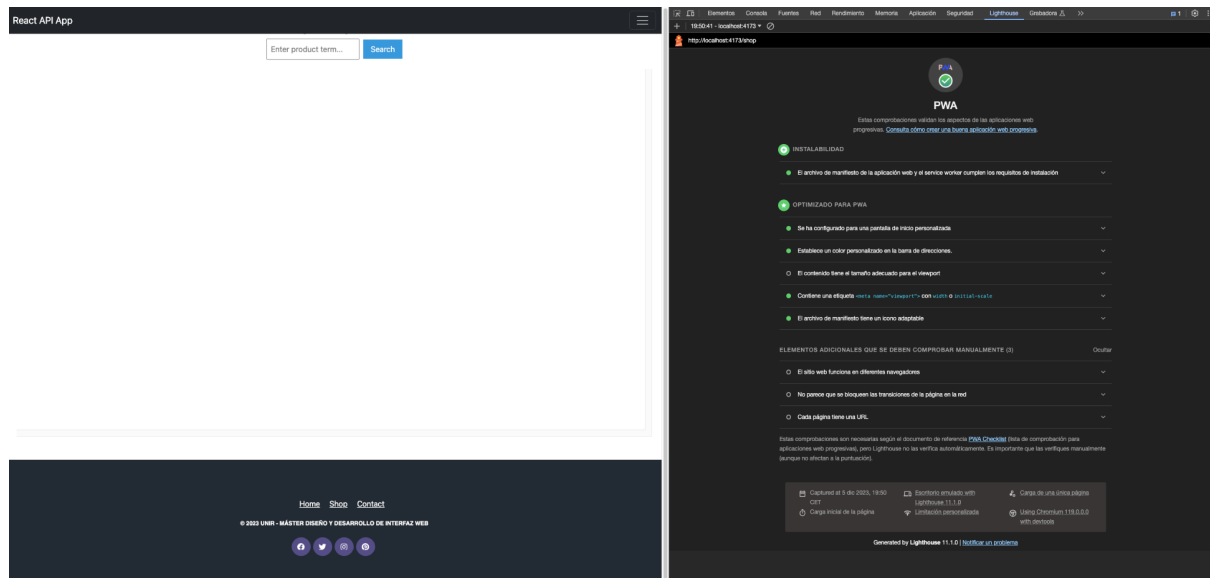 React API App
Enter product term...
Search
Home Shop Contact
© 2023 UNIR - MÁSTER DISEÑO Y DESARROLLO DE INTERFAZ WEB
Elementos Consola Fuentes Red Rendimiento Memoria Aplicación Seguridad Lighthouse Grabadora 1
19:50:41 - localhost:4173
http://localhost:4173/shop
PWA
PWA
Estas comprobaciones validan los aspectos de las aplicaciones web
progresivas. Consulta cómo crear una buena aplicación web progresiva.
INSTALABILIDAD
El archivo de manifiesto de la aplicación web y el service worker cumplen los requisitos de instalación
OPTIMIZADO PARA PWA
Se ha configurado para una pantalla de inicio personalizada
Establece un color personalizado en la barra de direcciones.
El contenido tiene el tamaño adecuado para el viewport
Contiene una etiqueta <meta name="viewport"> con width o initial-scale
El archivo de manifiesto tiene un icono adaptable
ELEMENTOS ADICIONALES QUE SE DEBEN COMPROBAR MANUALMENTE (3) Ocultar
El sitio web funciona en diferentes navegadores
No parece que se bloqueen las transiciones de la página en la red
Cada página tiene una URL
Estas comprobaciones son necesarias según el documento de referencia PWA Checklist (lista de comprobación para
aplicaciones web progresivas), pero Lighthouse no las verifica automáticamente. Es importante que las verifiques manualmente
(aunque no afecten a la puntuación).
Captured at 5 dic 2023, 19:50 CET
Escritorio emulado with Lighthouse 11.1.0
Carga de una única página
Carga inicial de la página
Limitación personalizada
Using Chromium 119.0.0.0 with devtools
Generated by Lighthouse 11.1.0 | Notificar un problema